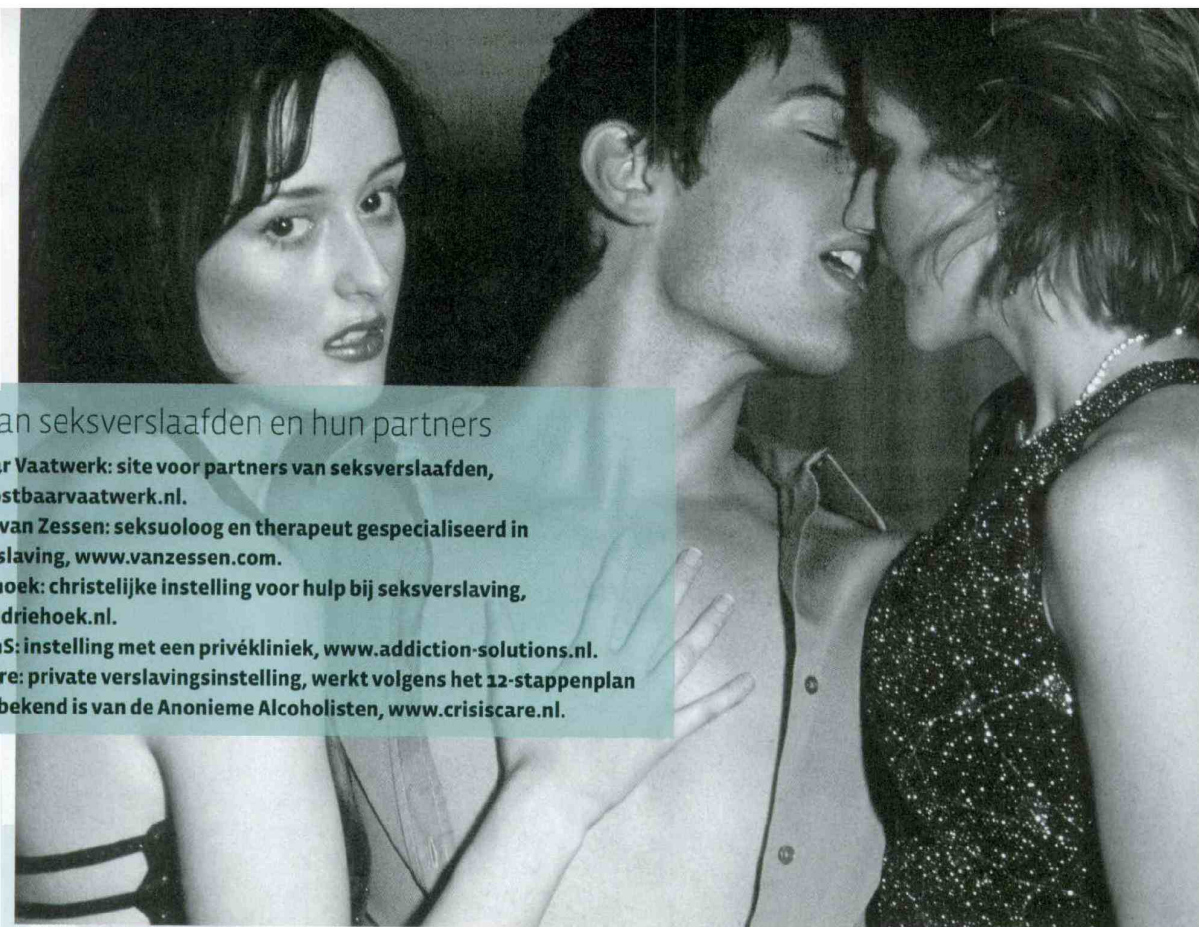 an seksverslaafden en hun partners
r Vaatwerk: site voor partners van seksverslaafden,
stbaarvaatwerk.nl.
van Zessen: seksuoloog en therapeut gespecialiseerd in
slaving, www.vanzessen.com.
oek: christelijke instelling voor hulp bij seksverslaving,
driehoek.nl.
S: instelling met een privékliniek, www.addiction-solutions.nl.
re: private verslavingsinstelling, werkt volgens het 12-stappenplan
bekend is van de Anonieme Alcoholisten, www.crisiscare.nl.